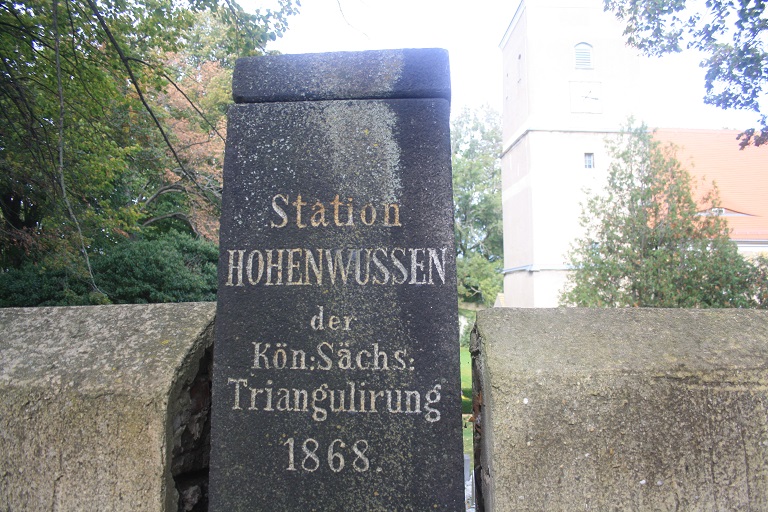 Station
HOHENWUSSEN
der
Kön:Sächs:
Triangulirung
1868.